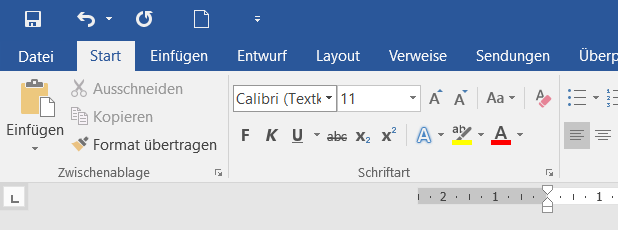 Datei Start Einfügen Entwurf Layout Verweise Sendungen Überp
Ausschneiden
Kopieren
Format übertragen
Einfügen
Zwischenablage
Calibri (Textk 11 A A Aa A
F K U abc x₂ x² A ab A
Schriftart
L 2 1 1